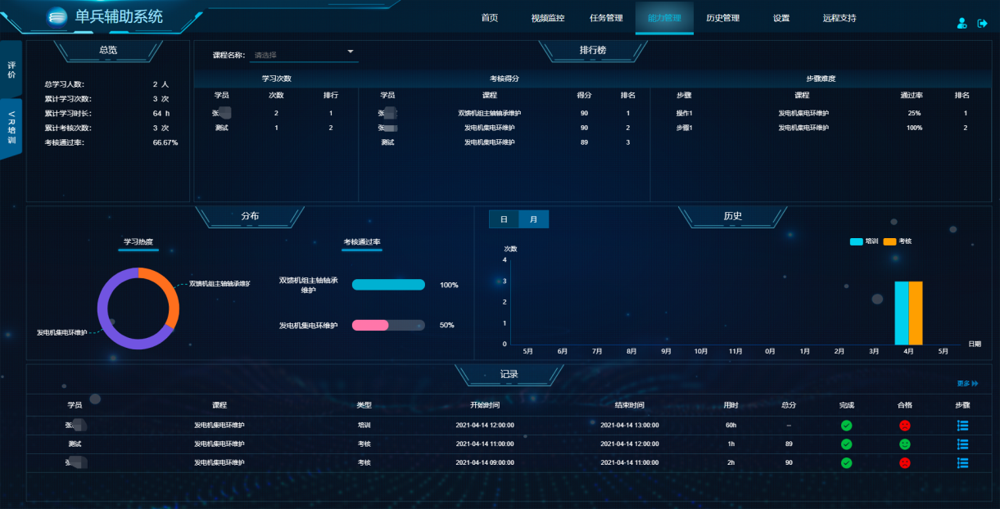 单兵辅助系统
首页 视频监控 任务管理 能力管理 历史管理 设置 远程支持
评价
VR培训
总览
总学习人数: 2 人
累计学习次数: 3 次
累计学习时长: 64 h
累计考核次数: 3 次
考核通过率: 66.67%
课程名称: 请选择
排行榜
学习次数 考核得分 步骤难度
学员 次数 排行 学员 课程 得分 排名 步骤 课程 通过率 排名
张 2 1 张 双馈机组主轴轴承维护 90 1 操作1 发电机集电环维护 25% 1
测试 1 2 张 发电机集电环维护 90 2 步骤1 发电机集电环维护 100% 2
测试 发电机集电环维护 89 3
分布
学习热度 考核通过率
双馈机组主轴轴承维护
发电机集电环维护
双馈机组主轴轴承
维护 100%
发电机集电环维护 50%
日 月
历史
培训 考核
次数
4
3
2
1
0
5月 6月 7月 8月 9月 10月 11月 0月 1月 2月 3月 4月 5月
日期
记录
更多
学员 课程 类型 开始时间 结束时间 用时 总分 完成 合格 步骤
张 发电机集电环维护 培训 2021-04-14 12:00:00 2021-04-14 13:00:00 60h --
测试 发电机集电环维护 考核 2021-04-14 11:00:00 2021-04-14 12:00:00 1h 89
张 发电机集电环维护 考核 2021-04-14 09:00:00 2021-04-14 11:00:00 2h 90